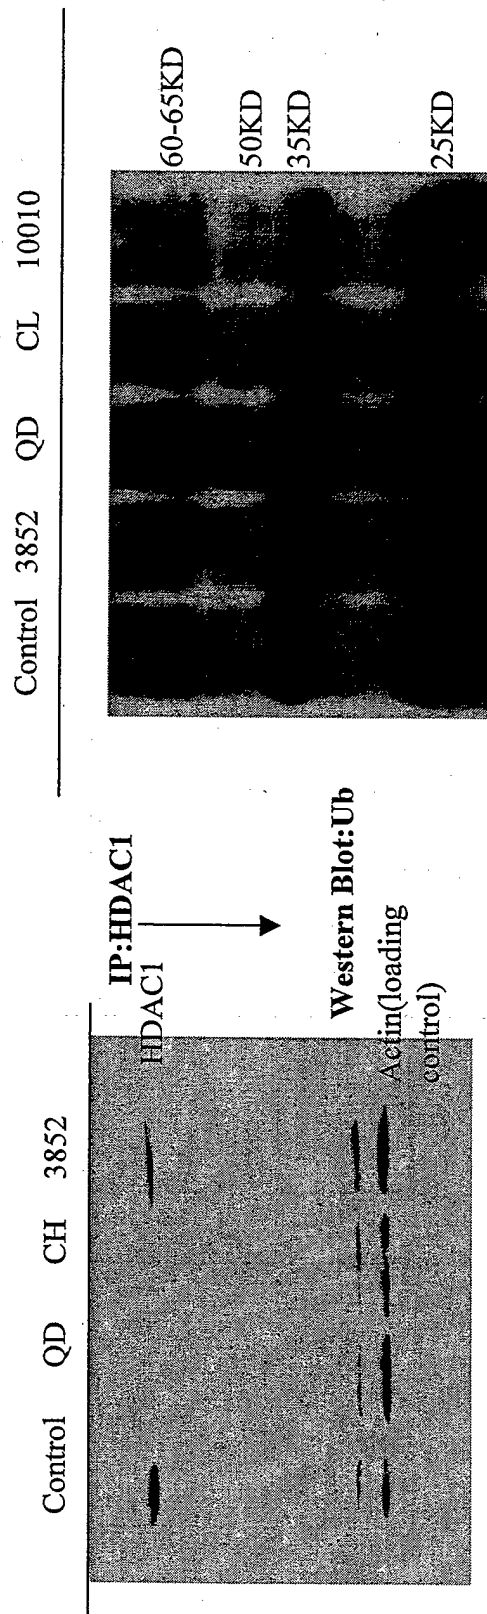 Control QD CH 3852
HDAC1
Actin(loading
control)
IP:HDAC1
Western Blot:Ub
Control 3852 QD CL 10010
60-65KD
50KD
35KD
25KD